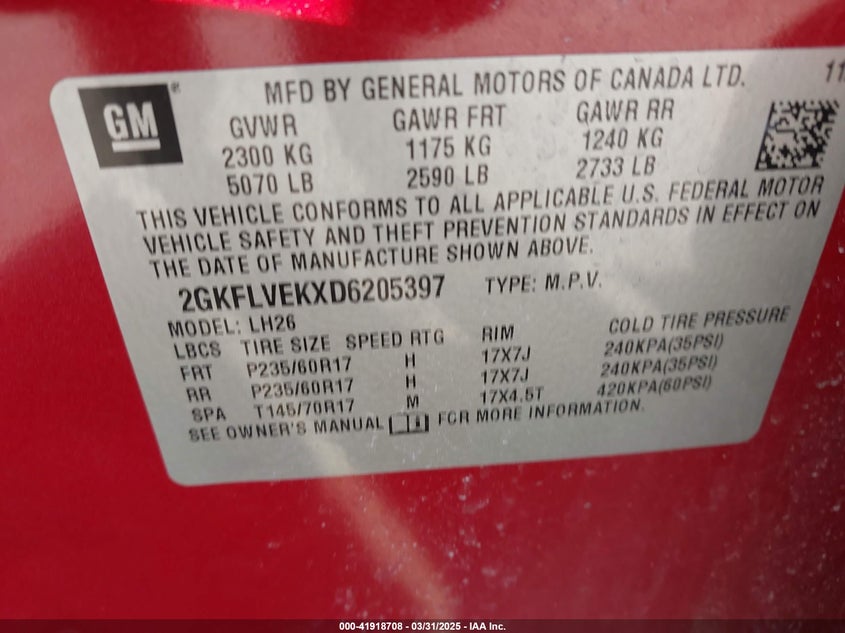 MFD BY GENERAL MOTORS OF CANADA LTD. 11
GM
GVWR GAWR FRT GAWR RR
2300 KG 1175 KG 1240 KG
5070 LB 2590 LB 2733 LB
THIS VEHICLE CONFORMS TO ALL APPLICABLE U.S. FEDERAL MOTOR
VEHICLE SAFETY AND THEFT PREVENTION STANDARDS IN EFFECT ON
THE DATE OF MANUFACTURE SHOWN ABOVE.
2GKFLVEKXD6205397 TYPE: M.P.V.
MODEL: LH26
LBCS TIRE SIZE SPEED RTG RIM COLD TIRE PRESSURE
FRT P235/60R17 H 17X7J 240KPA(35PSI)
RR P235/60R17 H 17X7J 240KPA(35PSI)
SPA T145/70R17 M 17X4.5T 420KPA(60PSI)
SEE OWNER'S MANUAL FOR MORE INFORMATION.
000-41918708 - 03/31/2025 - IAA Inc.